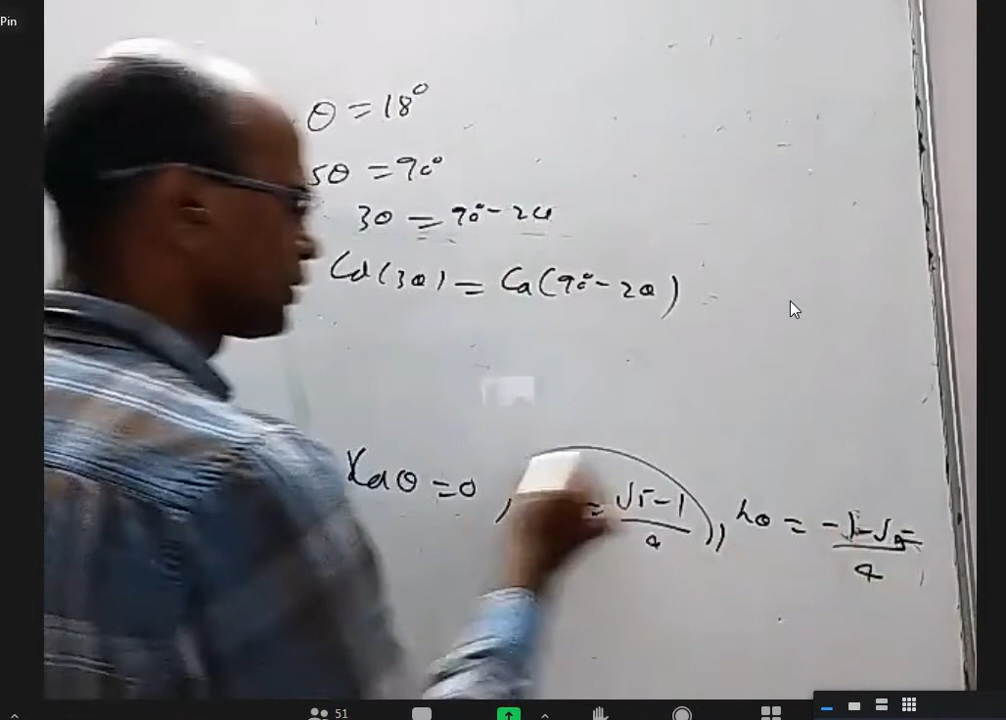 Pin
θ = 18°
5θ = 90°
3θ = 90° - 2θ
Cos(3θ) = Cos(90° - 2θ)
Cosθ = 0 , = √5-1 / 4 ), sinθ = -1-√5 / 4
51